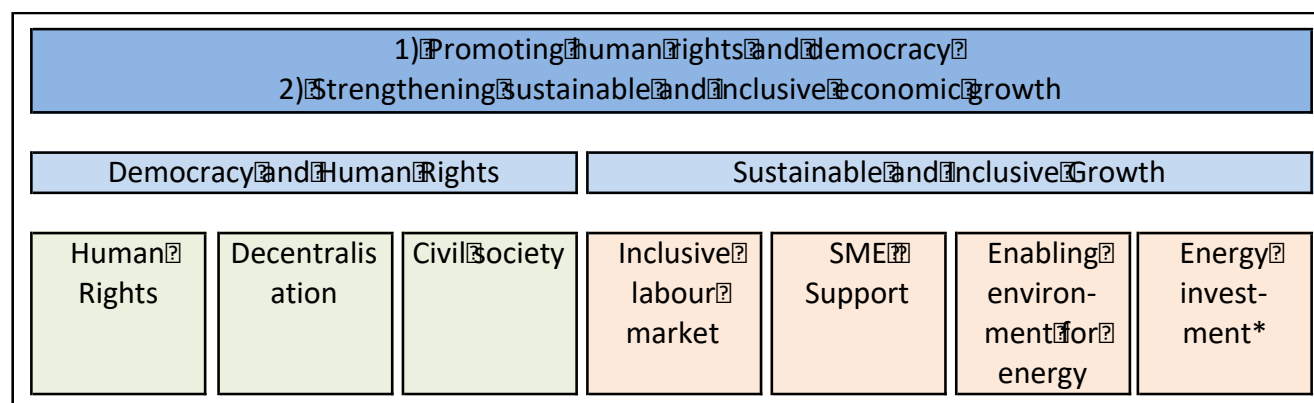 1) Promoting human rights and democracy
2) Strengthening sustainable and inclusive economic growth
Democracy and Human Rights
Sustainable and Inclusive Growth
Human
Rights
Decentralis
ation
Civil society
Inclusive
labour
market
SME
Support
Enabling
environ-
ment for
energy
Energy
invest-
ment*